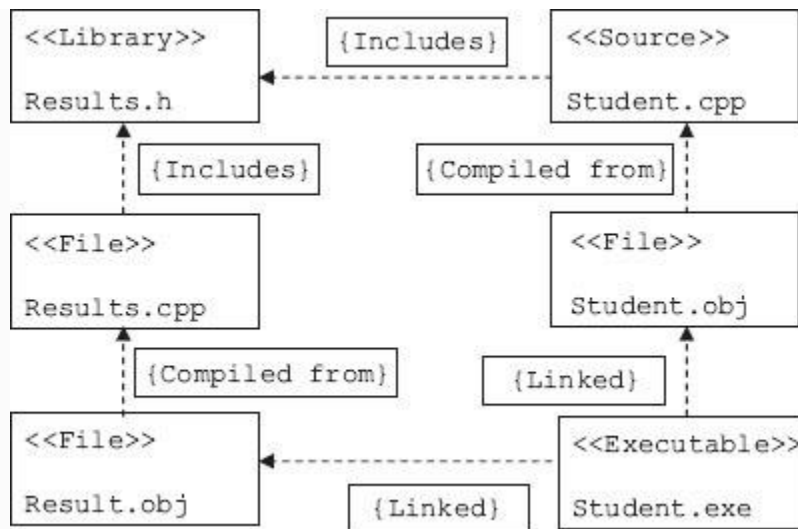 <<Library>>
Results.h
{Includes}
<<Source>>
Student.cpp
{Includes}
{Compiled from}
<<File>>
Results.cpp
<<File>>
Student.obj
{Compiled from}
{Linked}
<<File>>
Result.obj
{Linked}
<<Executable>>
Student.exe